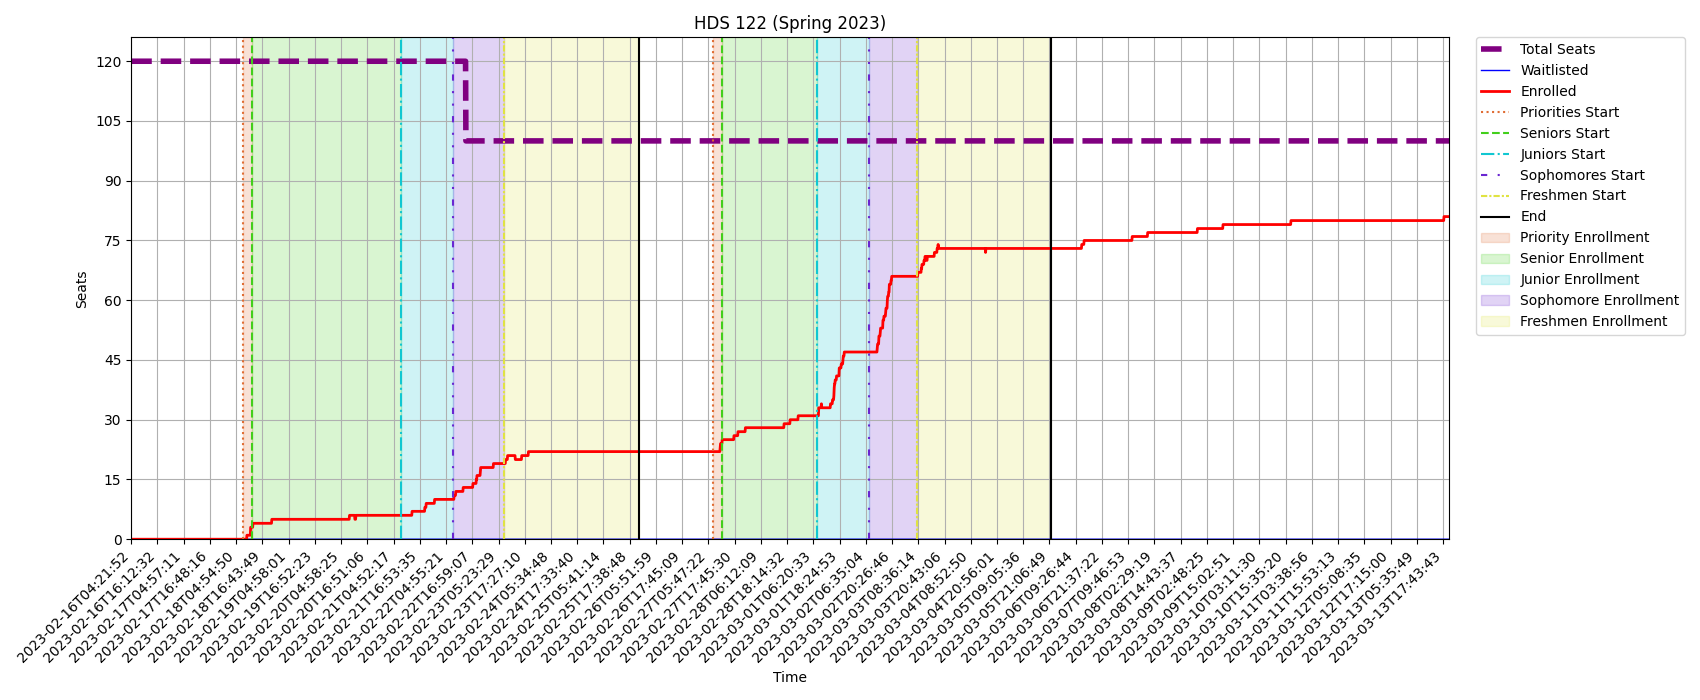 HDS 122 (Spring 2023)
120
105
90
75
60
45
30
15
0
Seats
2023-02-16T04:21:52
2023-02-16T16:12:32
2023-02-17T04:57:11
2023-02-17T16:48:16
2023-02-18T04:54:50
2023-02-18T16:43:49
2023-02-19T04:58:01
2023-02-19T16:52:23
2023-02-20T04:58:25
2023-02-20T16:51:06
2023-02-21T04:52:17
2023-02-21T16:53:35
2023-02-22T04:55:21
2023-02-22T16:59:07
2023-02-23T05:23:29
2023-02-23T17:27:10
2023-02-24T05:34:48
2023-02-24T17:33:40
2023-02-25T05:41:14
2023-02-25T17:38:48
2023-02-26T05:51:59
2023-02-26T17:45:09
2023-02-27T05:47:22
2023-02-27T17:45:30
2023-02-28T06:12:09
2023-02-28T18:14:32
2023-03-01T06:20:33
2023-03-01T18:24:53
2023-03-02T06:35:04
2023-03-02T20:26:46
2023-03-03T08:36:14
2023-03-03T20:43:06
2023-03-04T08:52:50
2023-03-04T20:56:01
2023-03-05T09:05:36
2023-03-05T21:06:49
2023-03-06T09:26:44
2023-03-06T21:37:22
2023-03-07T09:46:53
2023-03-08T02:29:19
2023-03-08T14:43:37
2023-03-09T02:48:25
2023-03-09T15:02:51
2023-03-10T03:11:30
2023-03-10T15:35:20
2023-03-11T03:38:56
2023-03-11T15:53:13
2023-03-12T05:08:35
2023-03-12T17:15:00
2023-03-13T05:35:49
2023-03-13T17:43:43
Time
Total Seats
Waitlisted
Enrolled
Priorities Start
Seniors Start
Juniors Start
Sophomores Start
Freshmen Start
End
Priority Enrollment
Senior Enrollment
Junior Enrollment
Sophomore Enrollment
Freshmen Enrollment